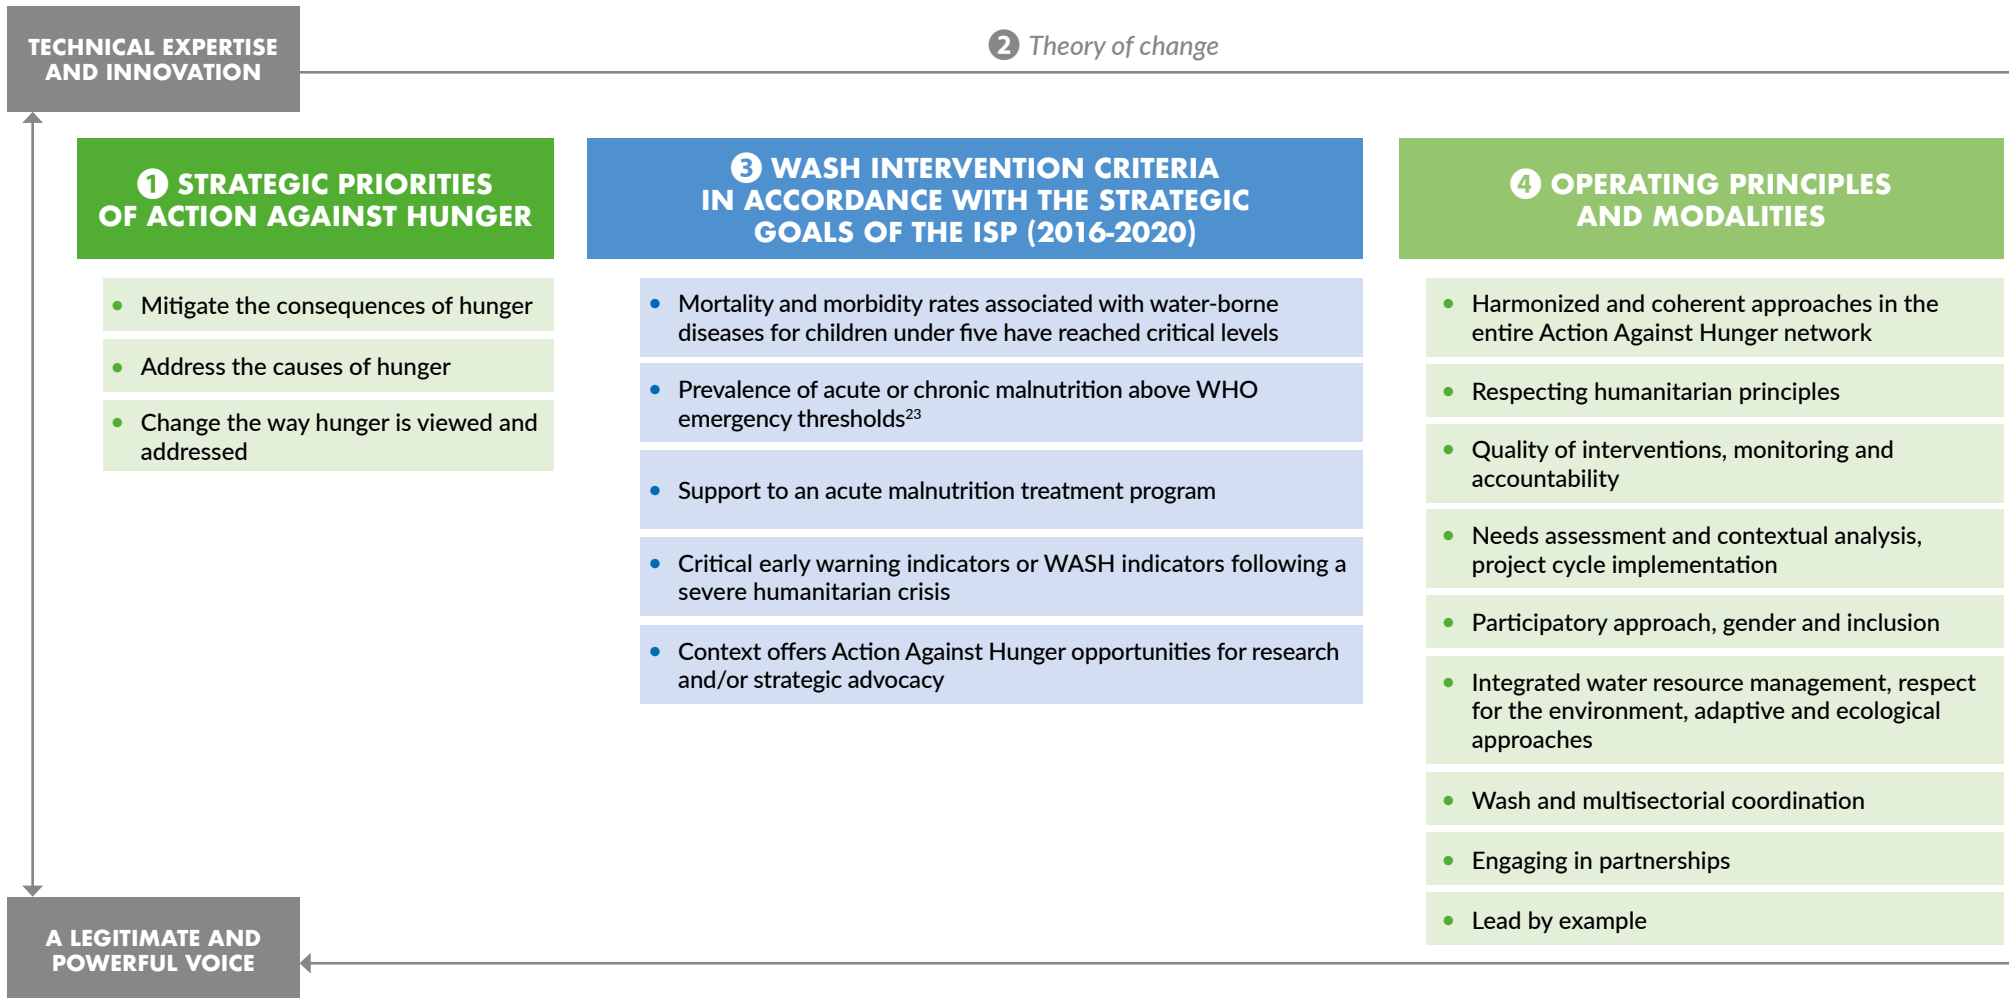 TECHNICAL EXPERTISE
AND INNOVATION
2 Theory of change
1 STRATEGIC PRIORITIES
OF ACTION AGAINST HUNGER
Mitigate the consequences of hunger
Address the causes of hunger
Change the way hunger is viewed and
addressed
3 WASH INTERVENTION CRITERIA
IN ACCORDANCE WITH THE STRATEGIC
GOALS OF THE ISP (2016-2020)
Mortality and morbidity rates associated with water-borne
diseases for children under five have reached critical levels
Prevalence of acute or chronic malnutrition above WHO
emergency thresholds23
Support to an acute malnutrition treatment program
Critical early warning indicators or WASH indicators following a
severe humanitarian crisis
Context offers Action Against Hunger opportunities for research
and/or strategic advocacy
4 OPERATING PRINCIPLES
AND MODALITIES
Harmonized and coherent approaches in the
entire Action Against Hunger network
Respecting humanitarian principles
Quality of interventions, monitoring and
accountability
Needs assessment and contextual analysis,
project cycle implementation
Participatory approach, gender and inclusion
Integrated water resource management, respect
for the environment, adaptive and ecological
approaches
Wash and multisectorial coordination
Engaging in partnerships
Lead by example
A LEGITIMATE AND
POWERFUL VOICE